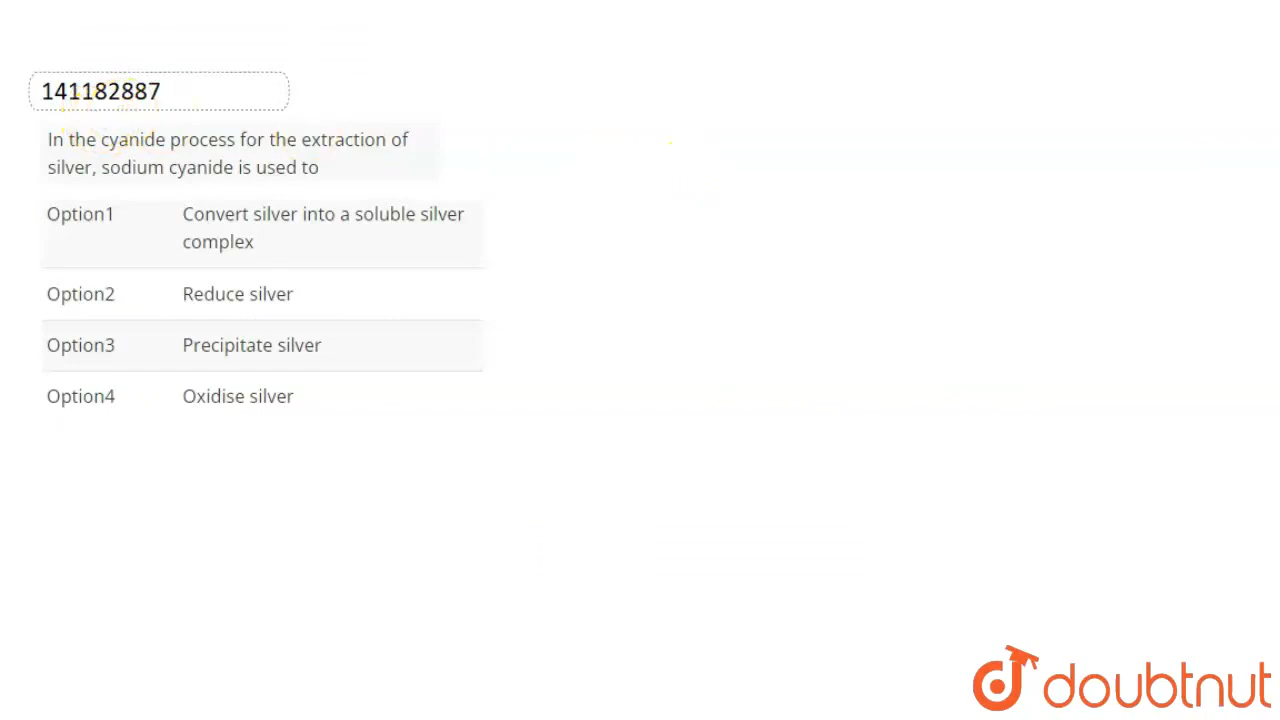 141182887
In the cyanide process for the extraction of
silver, sodium cyanide is used to
Option1 Convert silver into a soluble silver
complex
Option2 Reduce silver
Option3 Precipitate silver
Option4 Oxidise silver
doubtnut